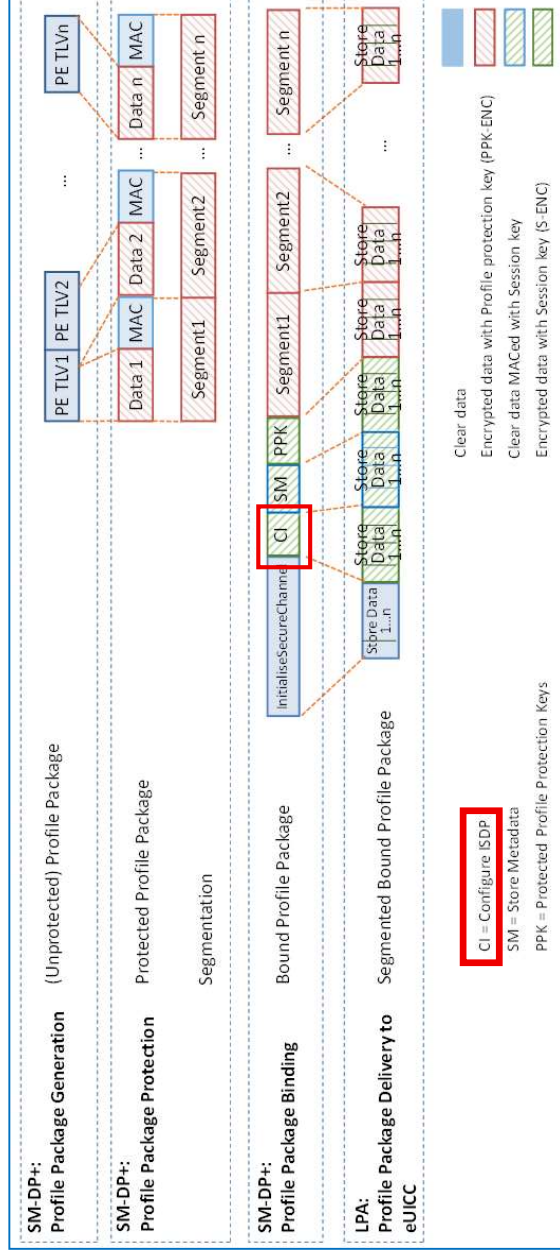 SM-DP+:
Profile Package Generation
(Unprotected) Profile Package
PE TLV1
PE TLV2
...
PE TLVn
SM-DP+:
Profile Package Protection
Protected Profile Package
Data 1
MAC
Data 2
MAC
...
Data n
MAC
Segmentation
Segment1
Segment2
...
Segment n
SM-DP+:
Profile Package Binding
Bound Profile Package
InitialiseSecureChannel
CI
SM
PPK
Segment1
Segment2
...
Segment n
LPA:
Profile Package Delivery to
eUICC
Segmented Bound Profile Package
Store Data
1...n
Store
Data
1...n
Store
Data
1...n
Store
Data
1...n
Store
Data
1...n
Store
Data
1...n
...
Store
Data
1...n
CI = Configure ISDP
SM = Store Metadata
PPK = Protected Profile Protection Keys
Clear data
Encrypted data with Profile protection key (PPK-ENC)
Clear data MACed with Session key
Encrypted data with Session key (S-ENC)